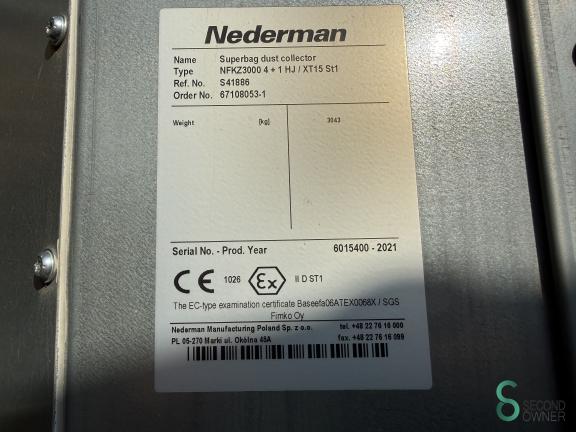 Nederman
Name Superbag dust collector
Type NFKZ3000 4 + 1 HJ / XT15 St1
Ref. No. S41886
Order No. 67108053-1
Weight [kg] 3043
Serial No. - Prod. Year 6015400 - 2021
CE 1026 Ex II D ST1
The EC-type examination certificate Baseefa06ATEX0068X / SGS
Fimko Oy
Nederman Manufacturing Poland Sp. z o.o. tel. +48 22 76 16 000
PL 05-270 Marki ul. Okólna 45A fax. +48 22 76 16 099
SECOND
OWNER